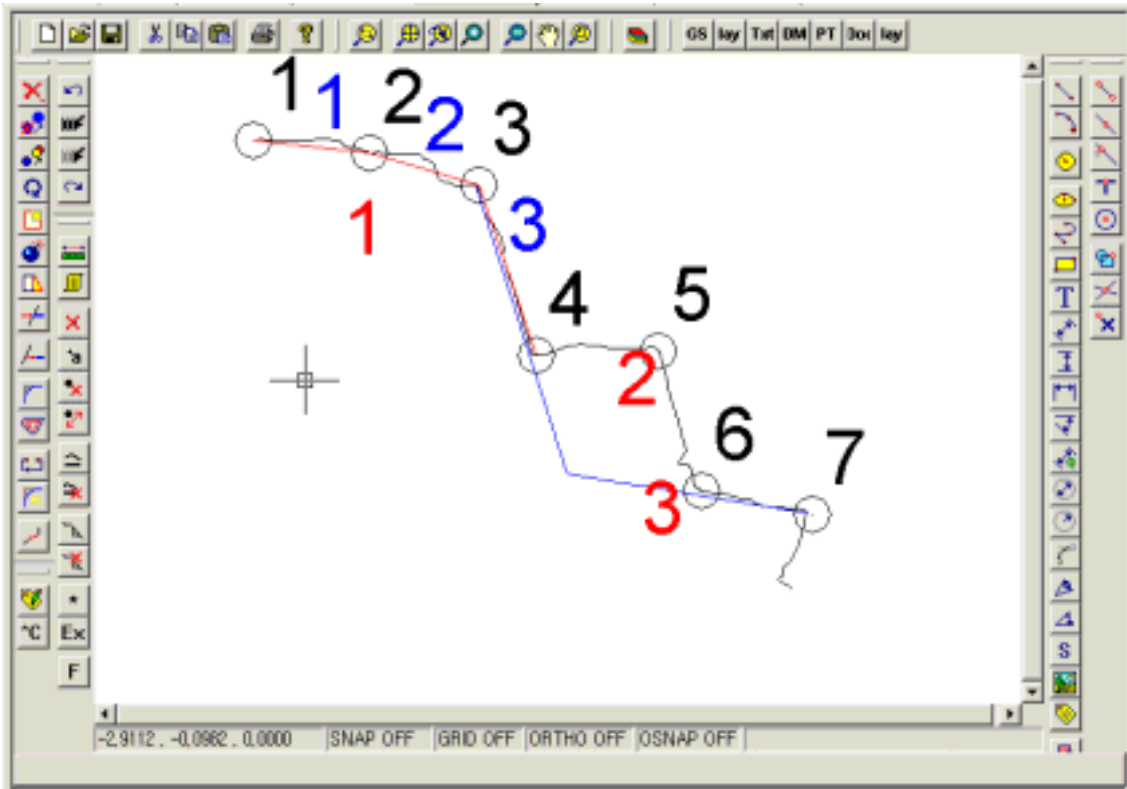 GS lay Txt DM PT Doc lay
1 1 2 2 3
1 3
4 5
2
6 7
3
T
a
°C Ex
F
S
-2,9112 , -0,0982 , 0,0000 SNAP OFF GRID OFF ORTHO OFF OSNAP OFF